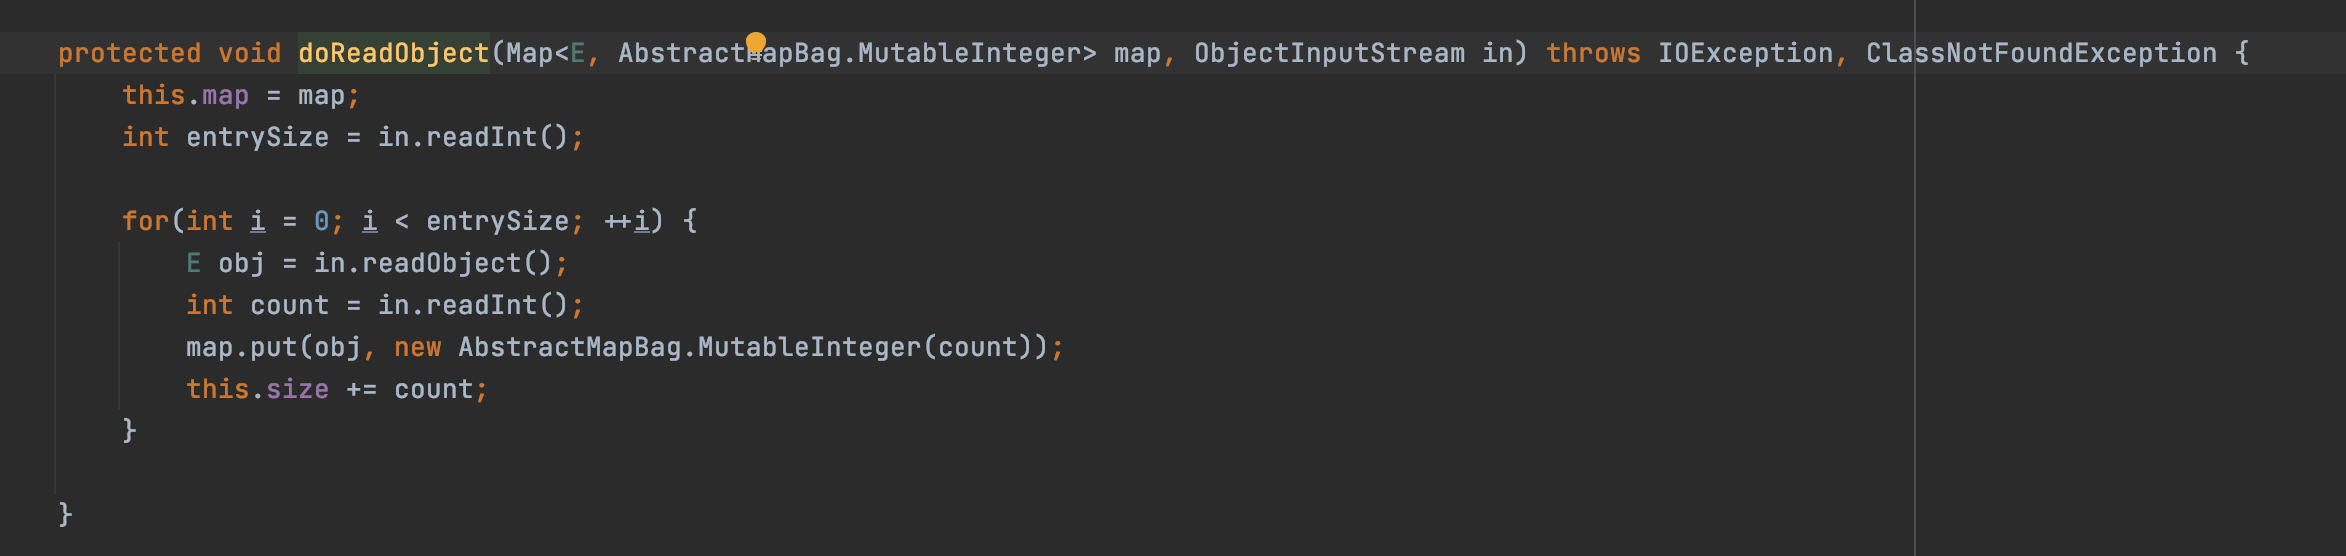 protected void doReadObject(Map<E, AbstractMapBag.MutableInteger> map, ObjectInputStream in) throws IOException, ClassNotFoundException {
    this.map = map;
    int entrySize = in.readInt();

    for(int i = 0; i < entrySize; ++i) {
        E obj = in.readObject();
        int count = in.readInt();
        map.put(obj, new AbstractMapBag.MutableInteger(count));
        this.size += count;
    }

}